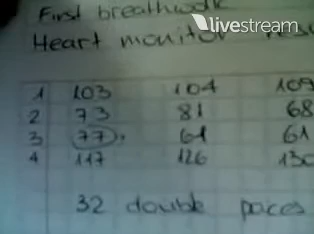 First breathwalk
livestream
Heart monitor
1 103 104 109
2 73 81 68
3 77 61 61
4 117 126 130
32 double paces